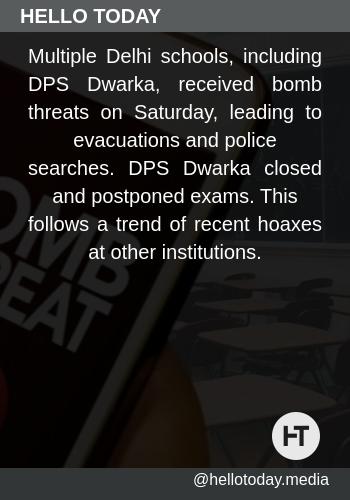 HELLO TODAY
Multiple Delhi schools, including
DPS Dwarka, received bomb
threats on Saturday, leading to
evacuations and police
searches. DPS Dwarka closed
and postponed exams. This
follows a trend of recent hoaxes
at other institutions.
OMB
REAT
HT
@hellotoday.media